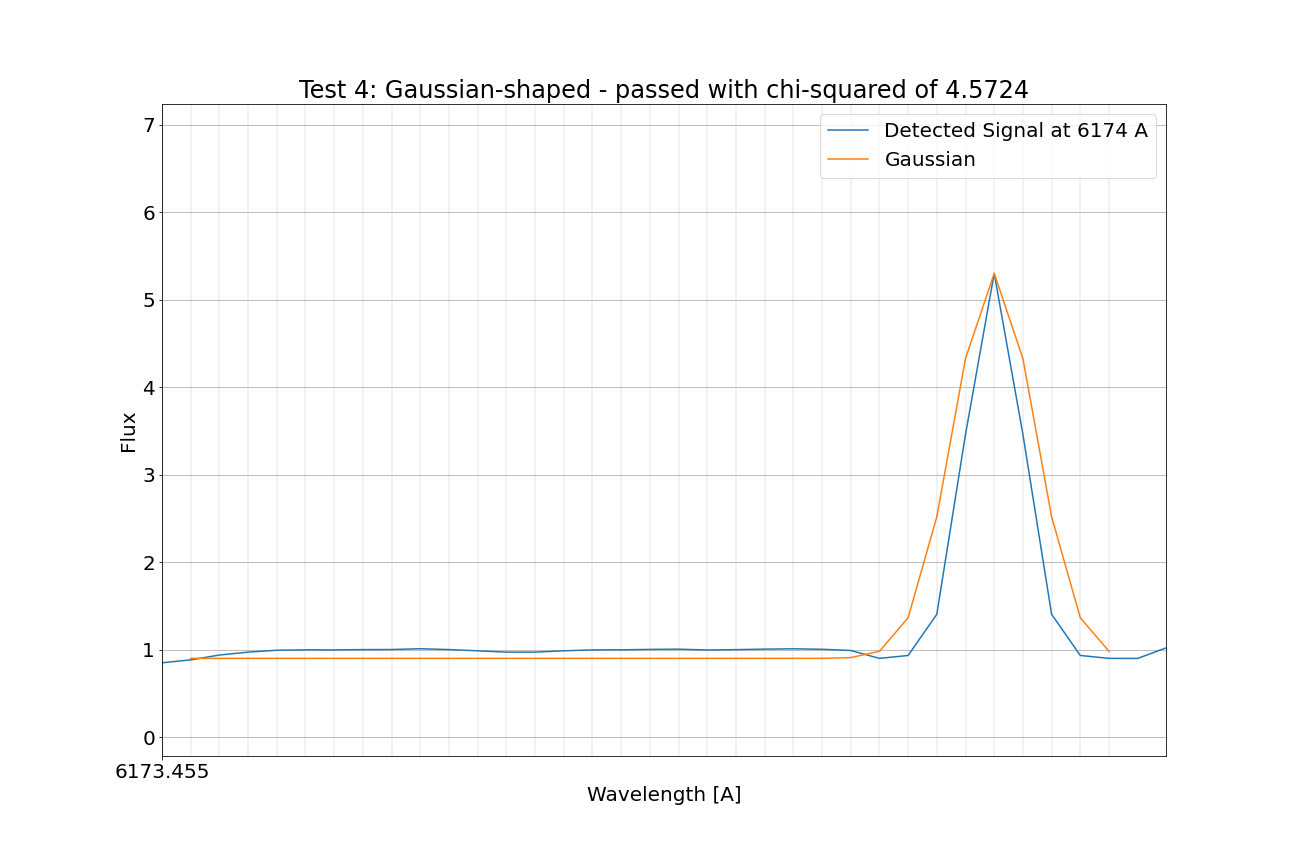 Test 4: Gaussian-shaped - passed with chi-squared of 4.5724
Detected Signal at 6174 A
Gaussian
7
6
5
4
3
2
1
0
Flux
6173.455
Wavelength [A]